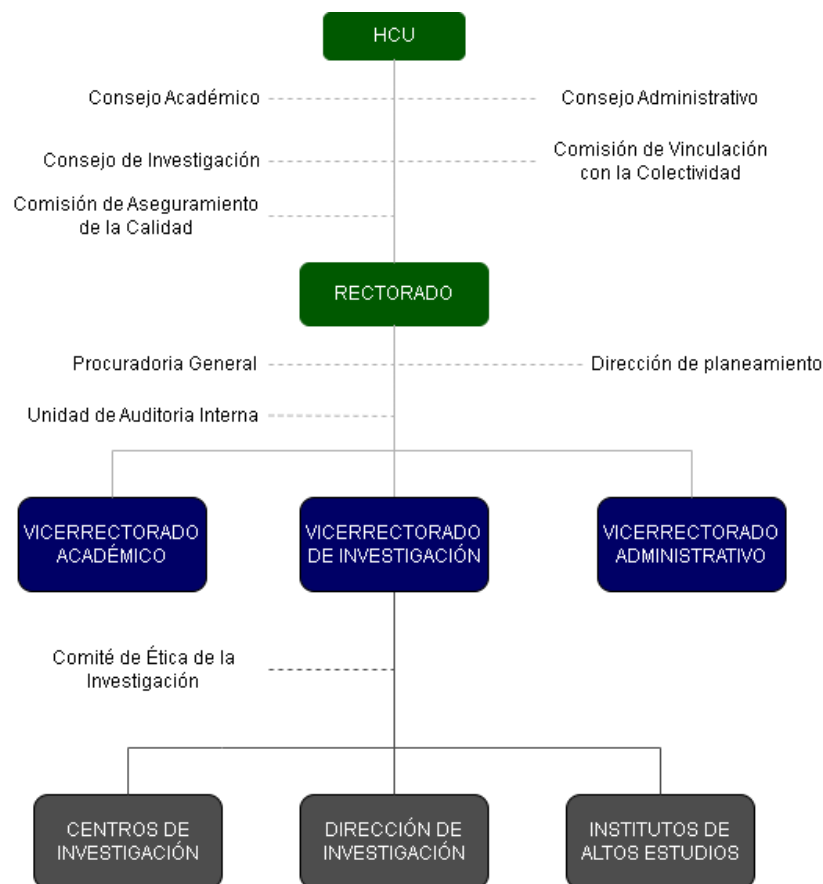 HCU
Consejo Académico
Consejo Administrativo
Consejo de Investigación
Comisión de Vinculación
con la Colectividad
Comisión de Aseguramiento
de la Calidad
RECTORADO
Procuradoria General
Dirección de planeamiento
Unidad de Auditoria Interna
VICERRECTORADO
ACADÉMICO
VICERRECTORADO
DE INVESTIGACIÓN
VICERRECTORADO
ADMINISTRATIVO
Comité de Ética de la
Investigación
CENTROS DE
INVESTIGACIÓN
DIRECCIÓN DE
INVESTIGACIÓN
INSTITUTOS DE
ALTOS ESTUDIOS